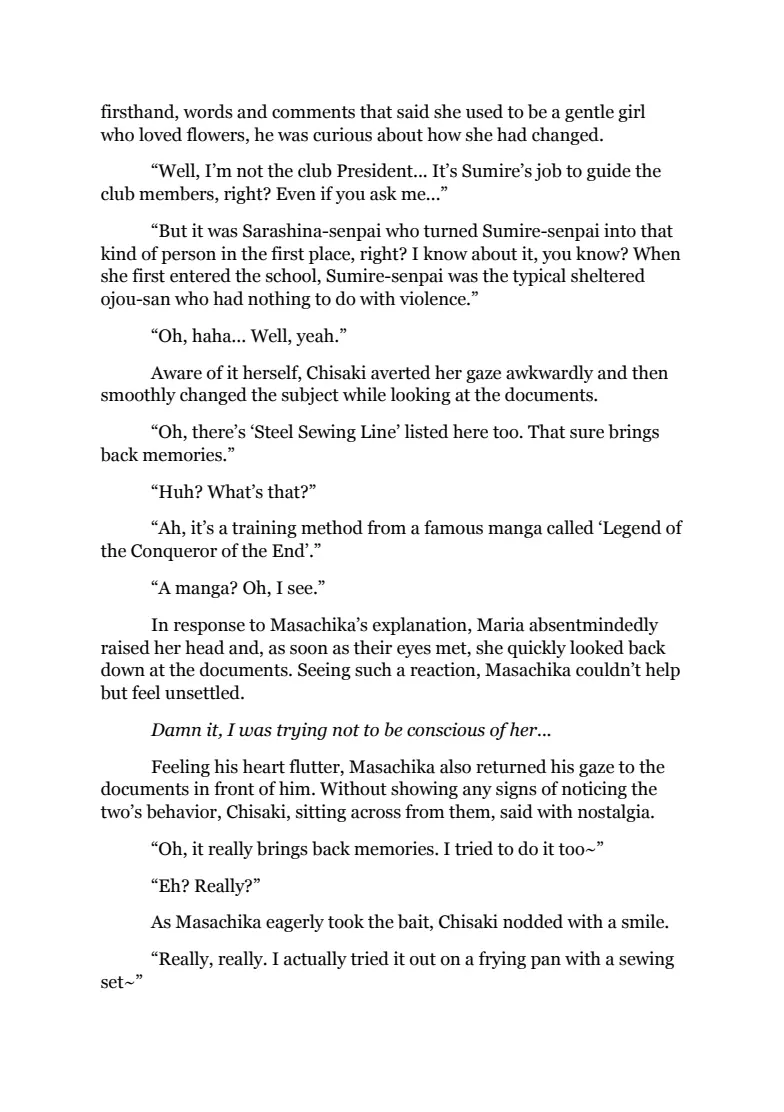 firsthand, words and comments that said she used to be a gentle girl
who loved flowers, he was curious about how she had changed.
“Well, I’m not the club President... It’s Sumire’s job to guide the
club members, right? Even if you ask me...”
“But it was Sarashina-senpai who turned Sumire-senpai into that
kind of person in the first place, right? I know about it, you know? When
she first entered the school, Sumire-senpai was the typical sheltered
ojou-san who had nothing to do with violence.”
“Oh, haha... Well, yeah.”
Aware of it herself, Chisaki averted her gaze awkwardly and then
smoothly changed the subject while looking at the documents.
“Oh, there’s ‘Steel Sewing Line’ listed here too. That sure brings
back memories.”
“Huh? What’s that?”
“Ah, it’s a training method from a famous manga called ‘Legend of
the Conqueror of the End’.”
“A manga? Oh, I see.”
In response to Masachika’s explanation, Maria absentmindedly
raised her head and, as soon as their eyes met, she quickly looked back
down at the documents. Seeing such a reaction, Masachika couldn’t help
but feel unsettled.
Damn it, I was trying not to be conscious of her...
Feeling his heart flutter, Masachika also returned his gaze to the
documents in front of him. Without showing any signs of noticing the
two’s behavior, Chisaki, sitting across from them, said with nostalgia.
“Oh, it really brings back memories. I tried to do it too~”
“Eh? Really?”
As Masachika eagerly took the bait, Chisaki nodded with a smile.
“Really, really. I actually tried it out on a frying pan with a sewing
set~”